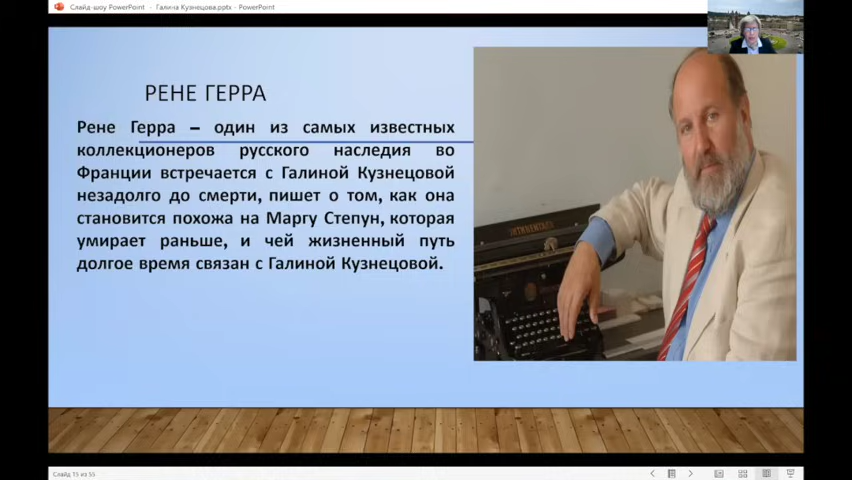 Слайд-шоу PowerPoint - Галина Кузнецова.pptx - PowerPoint
РЕНЕ ГЕРРА
Рене Герра – один из самых известных
коллекционеров русского наследия во
Франции встречается с Галиной Кузнецовой
незадолго до смерти, пишет о том, как она
становится похожа на Маргу Степун, которая
умирает раньше, и чей жизненный путь
долгое время связан с Галиной Кузнецовой.
Слайд 15 из 55